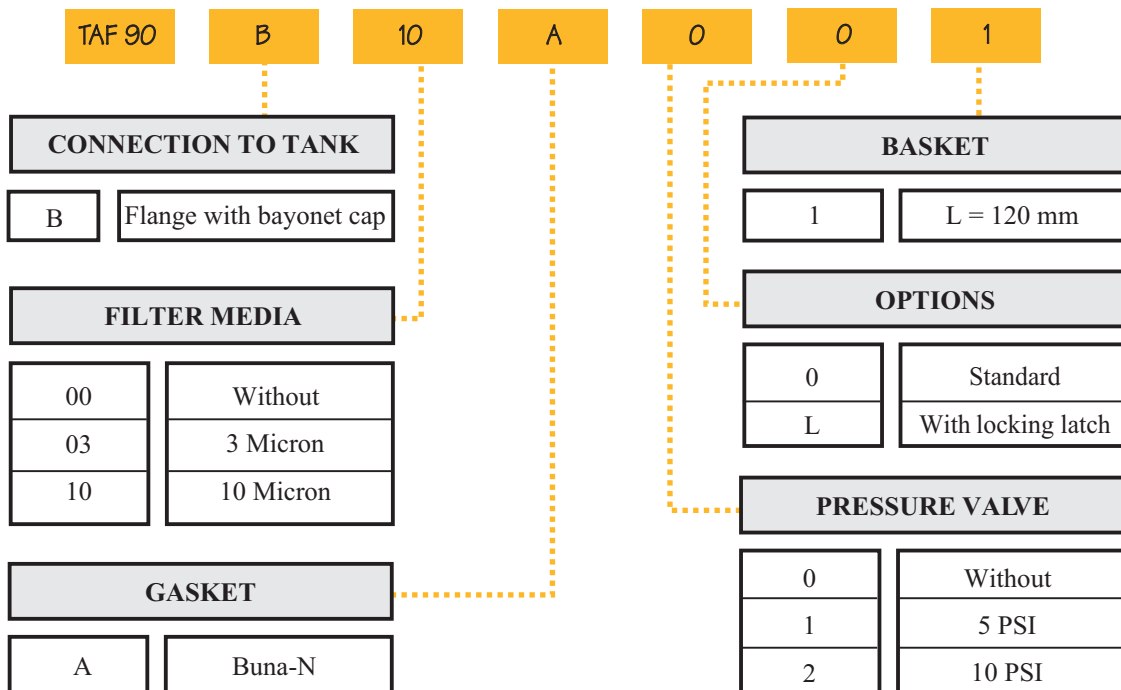 TAF 90 B 10 A 0 0 1
CONNECTION TO TANK
B Flange with bayonet cap
FILTER MEDIA
00 Without
03 3 Micron
10 10 Micron
GASKET
A Buna-N
BASKET
1 L = 120 mm
OPTIONS
0 Standard
L With locking latch
PRESSURE VALVE
0 Without
1 5 PSI
2 10 PSI